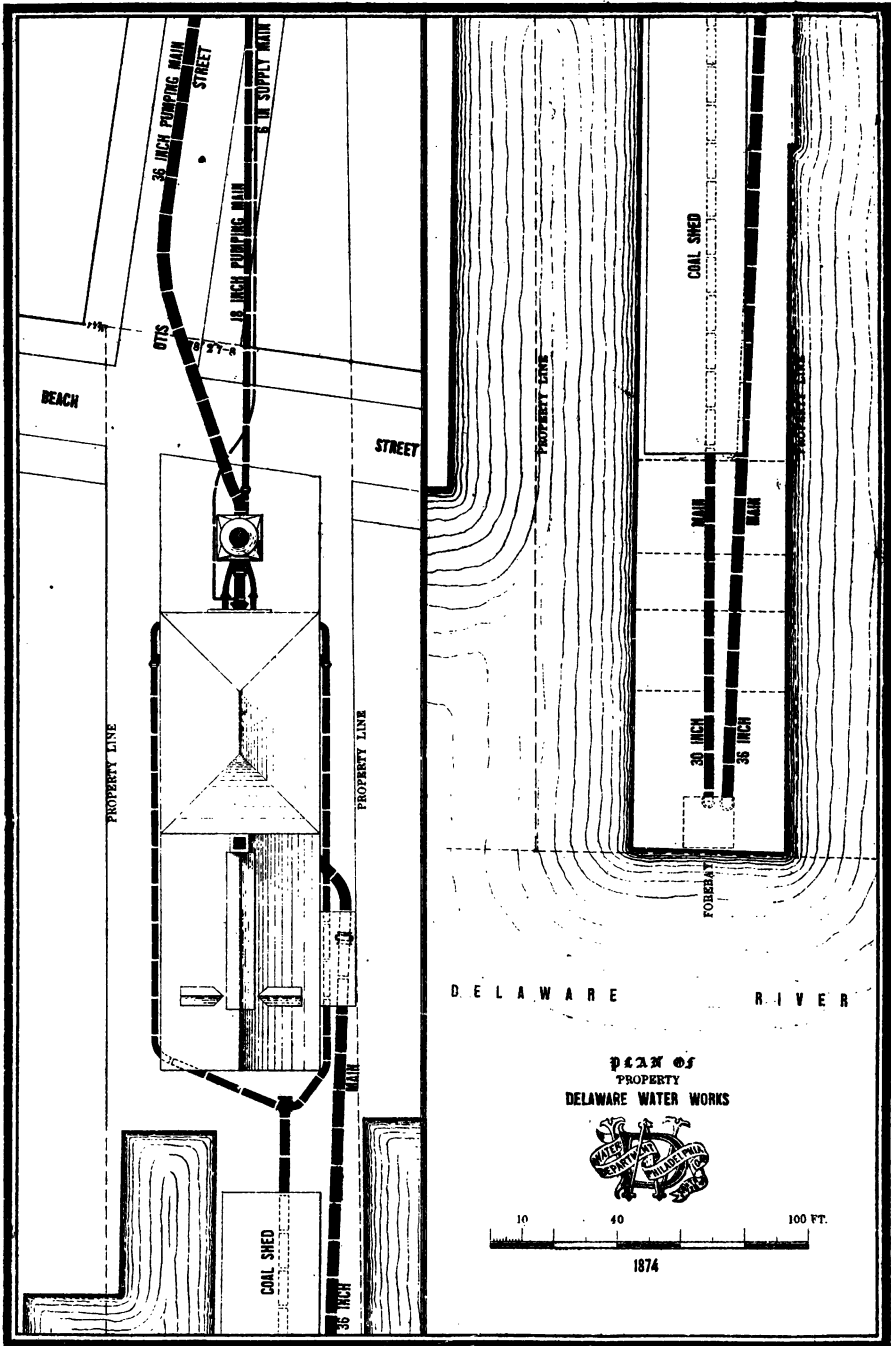 36 INCH PUMPING MAIN
STREET
6 IN SUPPLY MAIN
18 INCH PUMPING MAIN
OTIS
BEACH
STREET
PROPERTY LINE
PROPERTY LINE
MAIN
COAL SHED
36 INCH
COAL SHED
PROPERTY LINE
PROPERTY LINE
MAIN
MAIN
30 INCH
36 INCH
FOREBAY
DELAWARE RIVER
PLAN OF
PROPERTY
DELAWARE WATER WORKS
WATER
DEPARTMENT
PHILADELPHIA
10 40 100 FT.
1874